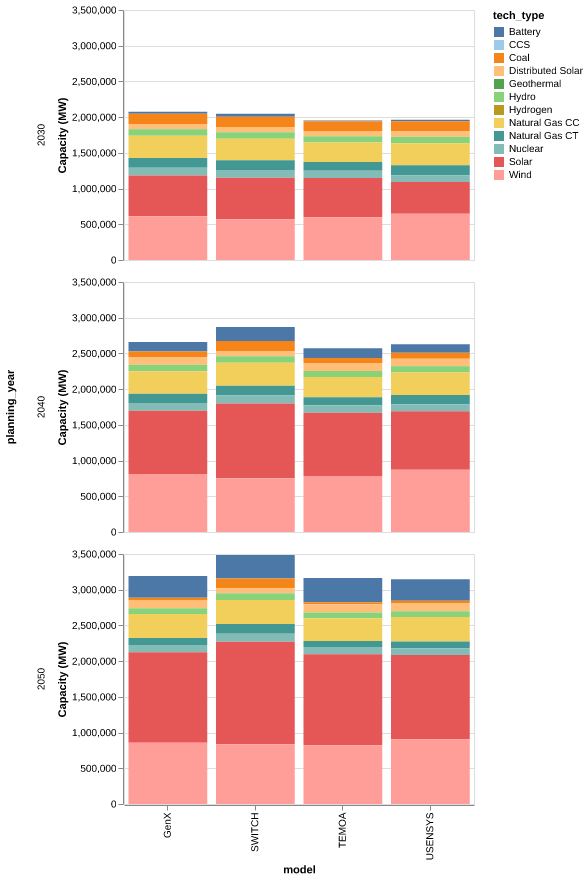 3,500,000
3,000,000
2,500,000
2,000,000
1,500,000
1,000,000
500,000
0
Capacity (MW)
2030
tech_type
Battery
CCS
Coal
Distributed Solar
Geothermal
Hydro
Hydrogen
Natural Gas CC
Natural Gas CT
Nuclear
Solar
Wind
3,500,000
3,000,000
2,500,000
2,000,000
1,500,000
1,000,000
500,000
0
Capacity (MW)
2040
planning_year
3,500,000
3,000,000
2,500,000
2,000,000
1,500,000
1,000,000
500,000
0
Capacity (MW)
2050
GenX
SWITCH
TEMOA
USENSYS
model